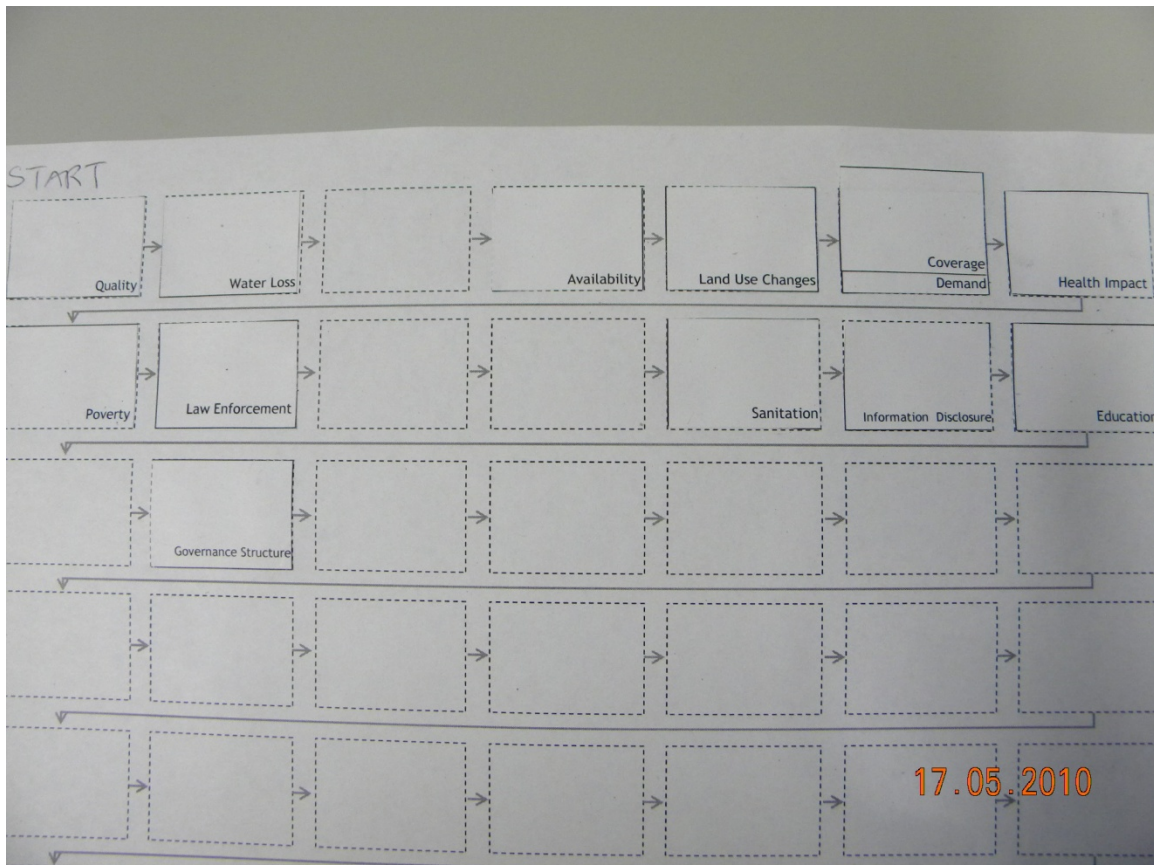 START
Quality
Water Loss
Availability
Land Use Changes
Coverage
Demand
Health Impact
Poverty
Law Enforcement
Sanitation
Information Disclosure
Education
Governance Structure
17.05.2010